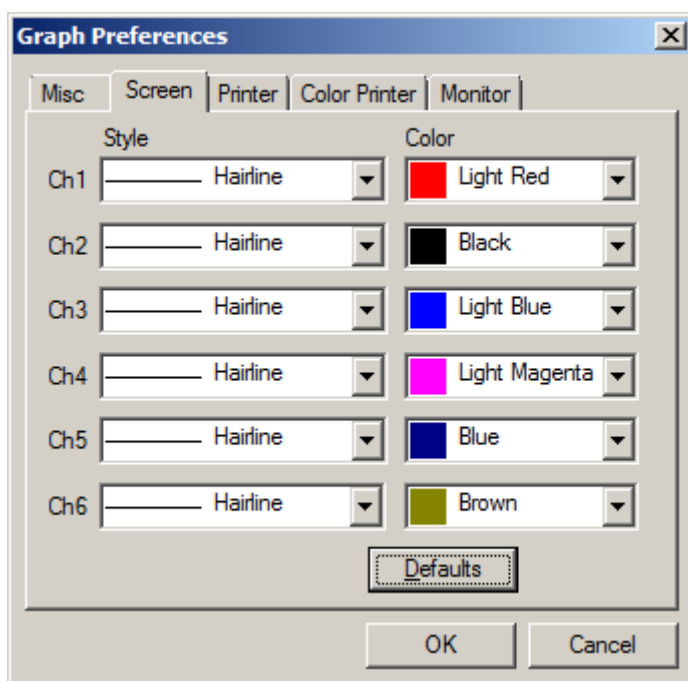 Graph Preferences
Misc Screen Printer Color Printer Monitor
Style Color
Ch1 Hairline Light Red
Ch2 Hairline Black
Ch3 Hairline Light Blue
Ch4 Hairline Light Magenta
Ch5 Hairline Blue
Ch6 Hairline Brown
Defaults
OK Cancel